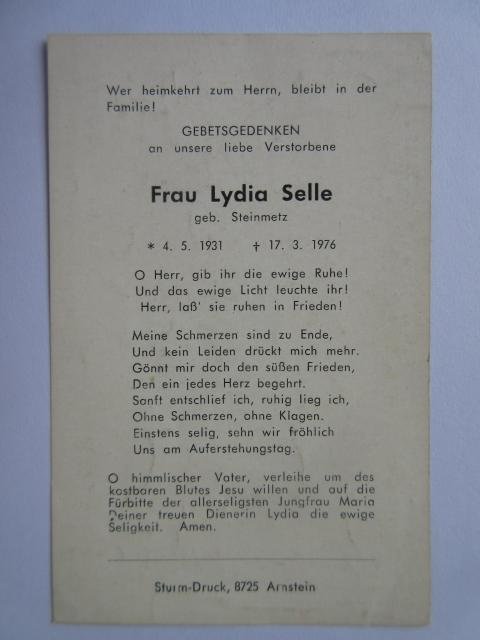 Wer heimkehrt zum Herrn, bleibt in der
Familie!
GEBETSGEDENKEN
an unsere liebe Verstorbene
Frau Lydia Selle
geb. Steinmetz
* 4. 5. 1931 † 17. 3. 1976
O Herr, gib ihr die ewige Ruhe!
Und das ewige Licht leuchte ihr!
Herr, laß' sie ruhen in Frieden!
Meine Schmerzen sind zu Ende,
Und kein Leiden drückt mich mehr.
Gönnt mir doch den süßen Frieden,
Den ein jedes Herz begehrt.
Sanft entschlief ich, ruhig lieg ich,
Ohne Schmerzen, ohne Klagen.
Einstens selig, sehn wir fröhlich
Uns am Auferstehungstag.
O himmlischer Vater, verleihe um des
kostbaren Blutes Jesu willen und auf die
Fürbitte der allerseligsten Jungfrau Maria
Deiner treuen Dienerin Lydia die ewige
Seligkeit. Amen.
Sturm-Druck, 8725 Arnstein